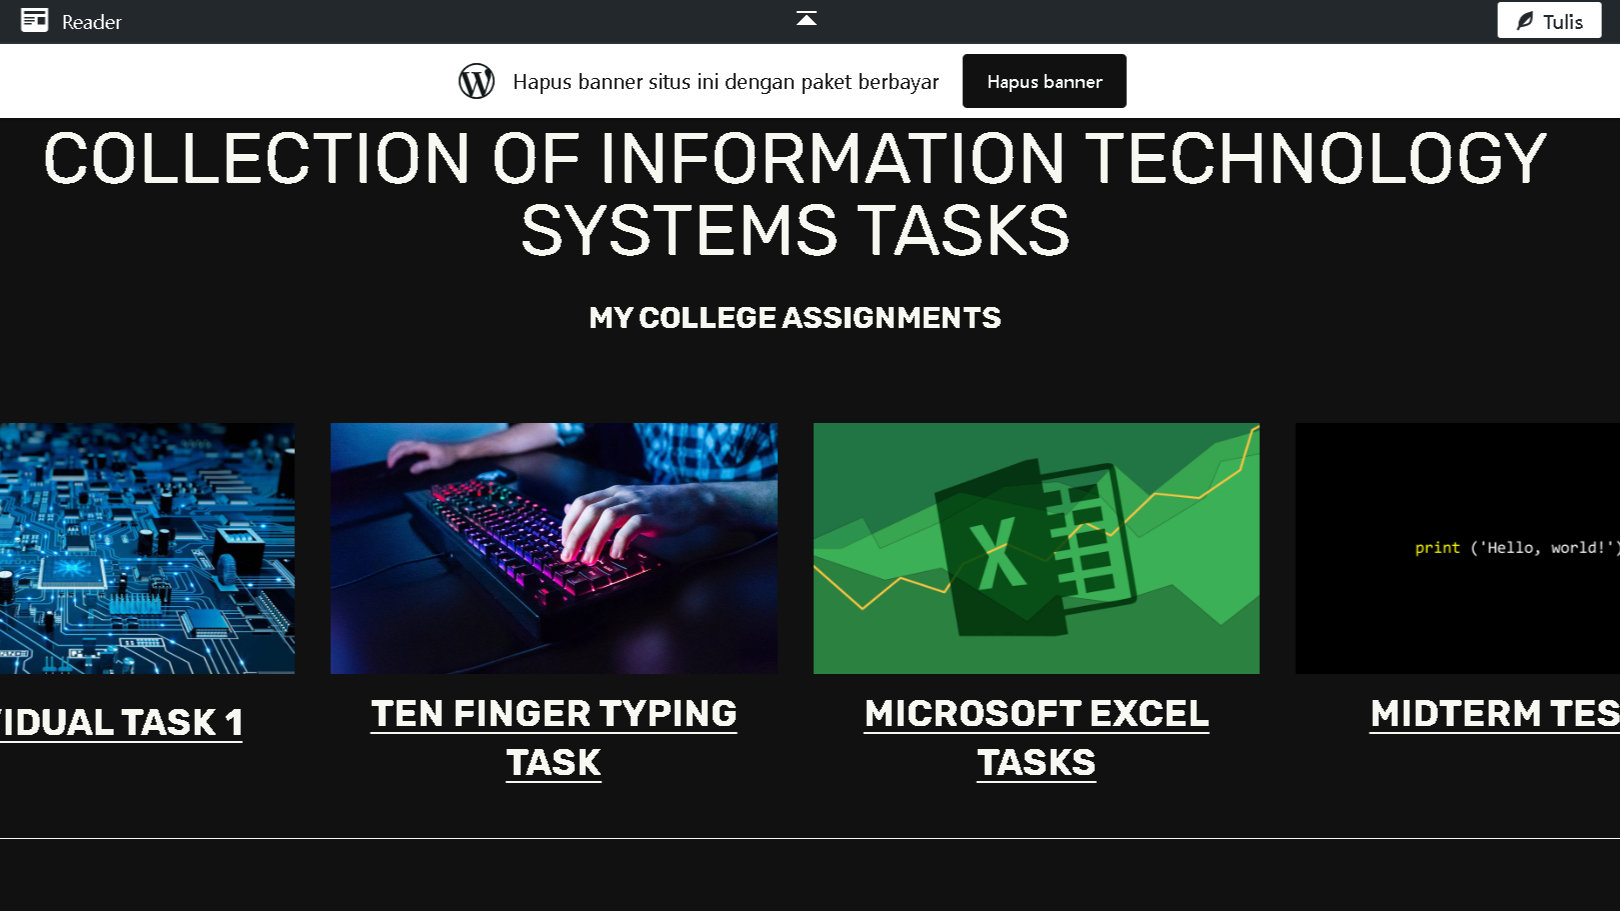 Reader
Tulis
Hapus banner situs ini dengan paket berbayar
Hapus banner
COLLECTION OF INFORMATION TECHNOLOGY
SYSTEMS TASKS
MY COLLEGE ASSIGNMENTS
print ('Hello, world!')
VIDUAL TASK 1
TEN FINGER TYPING
TASK
MICROSOFT EXCEL
TASKS
MIDTERM TES